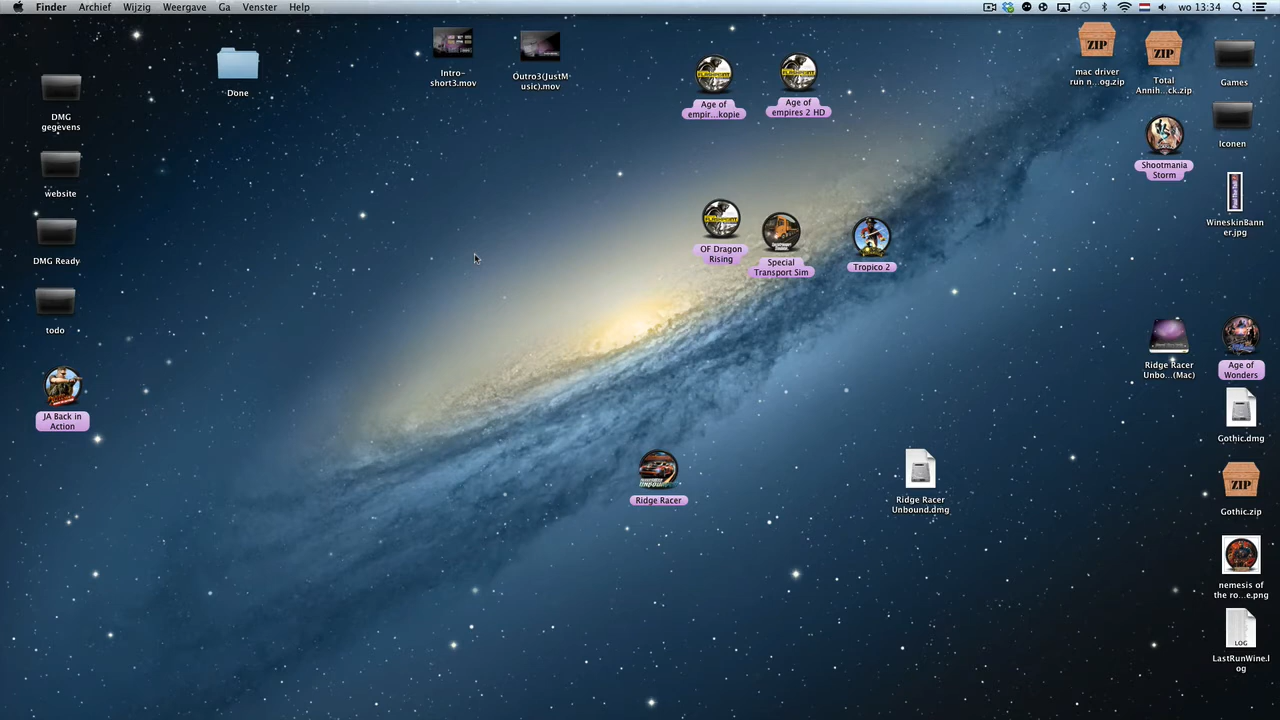 Finder Archief Wijzig Weergave Ga Venster Help
wo 13:34
DMG
gegevens
website
DMG Ready
todo
JA Back in
Action
Done
Intro-
short3.mov
Outro3(JustM
usic).mov
Age of
empir...kopie
Age of
empires 2 HD
OF Dragon
Rising
Special
Transport Sim
Tropico 2
Ridge Racer
Ridge Racer
Unbound.dmg
ZIP
mac driver
run n...og.zip
ZIP
Total
Annih...ck.zip
Games
Iconen
Shootmania
Storm
WineskinBann
er.jpg
Ridge Racer
Unbo...(Mac)
Age of
Wonders
Gothic.dmg
ZIP
Gothic.zip
nemesis of
the ro...e.png
LOG
LastRunWine.l
og